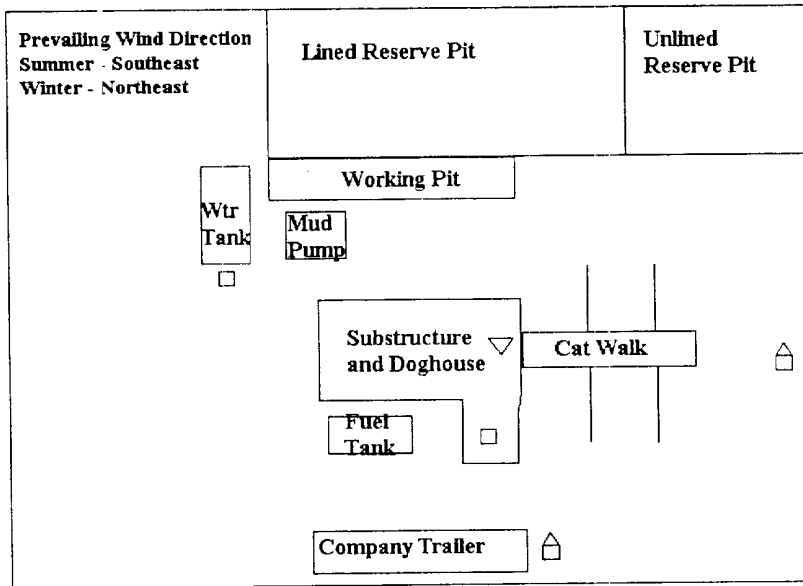 Prevailing Wind Direction
Summer - Southeast
Winter - Northeast
Lined Reserve Pit
Unlined
Reserve Pit
Working Pit
Wtr
Tank
Mud
Pump
Substructure
and Doghouse
Cat Walk
Fuel
Tank
Company Trailer